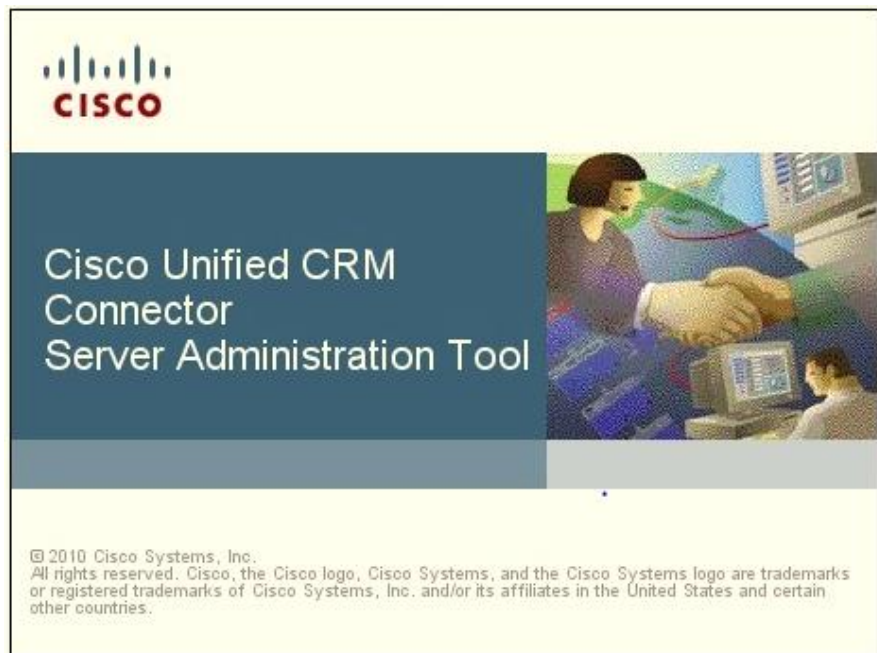 CISCO
Cisco Unified CRM
Connector
Server Administration Tool
© 2010 Cisco Systems, Inc.
All rights reserved. Cisco, the Cisco logo, Cisco Systems, and the Cisco Systems logo are trademarks
or registered trademarks of Cisco Systems, Inc. and/or its affiliates in the United States and certain
other countries.